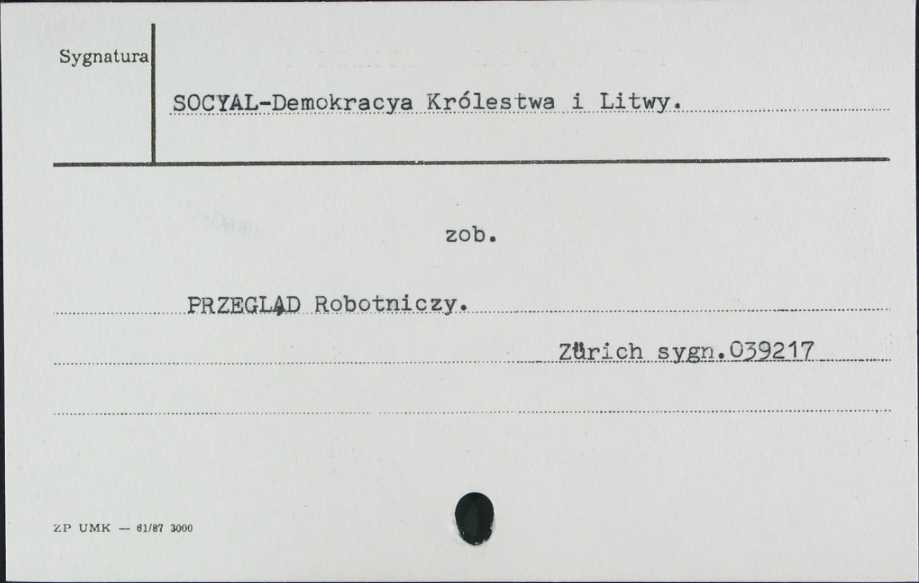 Sygnatura
SOCYAL-Demokracya Królestwa i Litwy.
zob.
PRZEGLĄD Robotniczy.
Zürich sygn.039217
ZP UMK — 61/87 3000